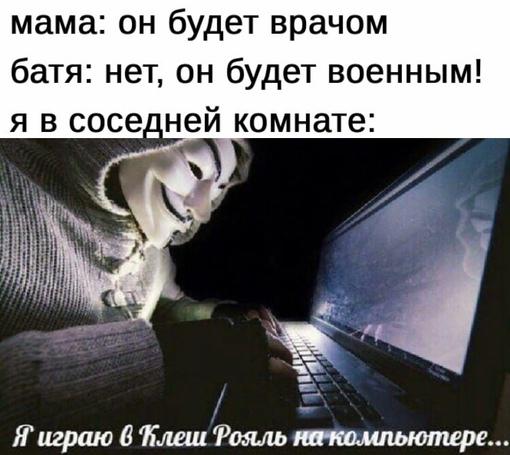 мама: он будет врачом
батя: нет, он будет военным!
я в соседней комнате:
Я играю в Клеш Рояль на компьютере...